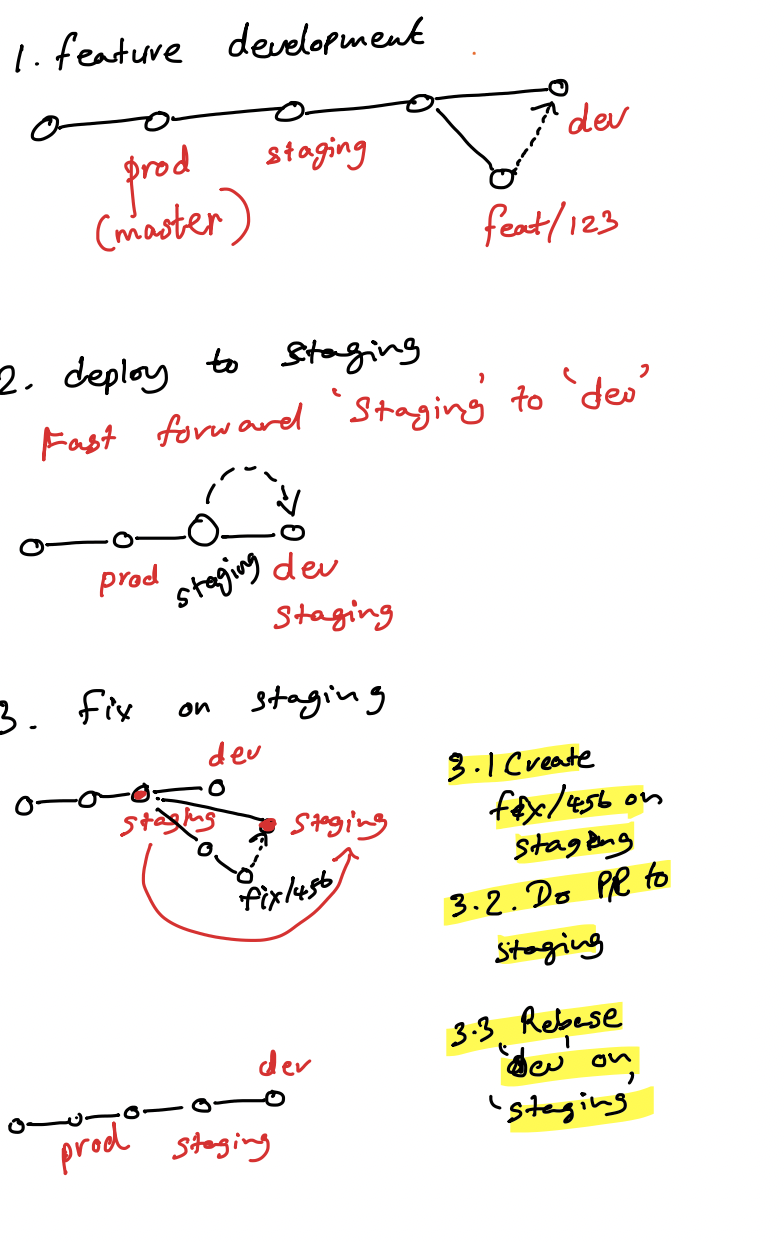 1. feature development
dev
prod
staging
(master)
feat/123
2. deploy to staging
Fast forward 'Staging' to 'dev'
prod
staging
dev
staging
3. fix on staging
dev
staging
staging
fix/456
3.1 Create
fix/456 on
staging
3.2. Do PR to
staging
3.3 Rebase
'dev' on
'staging'
dev
prod
staging